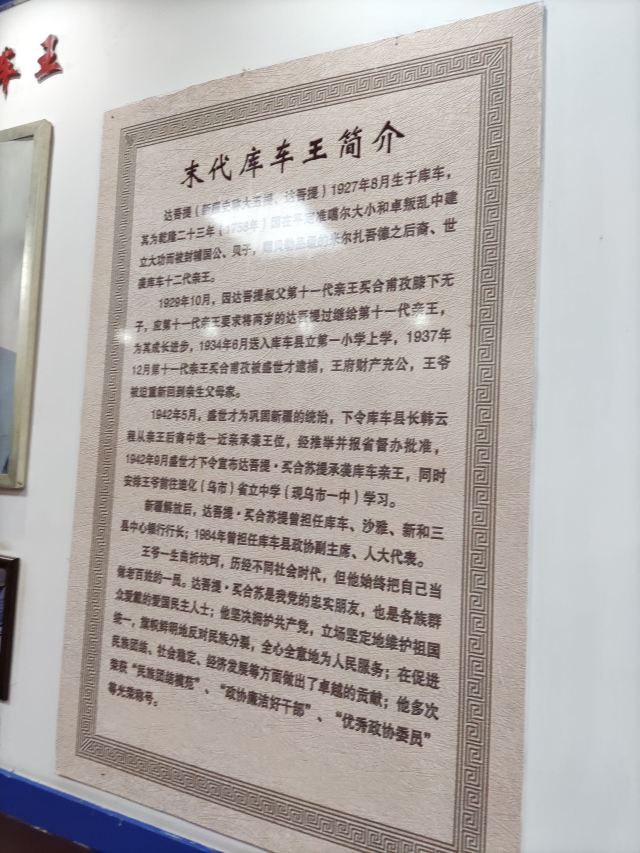 车王
末代库车王简介
达吾提（ 达吾提）1927年8月生于库车，
其为乾隆二十三年（1758年）因在平定准噶尔大小和卓叛乱中建
立大功而被封辅国公、贝子， 米尔扎吾德之后裔、世
袭库车十二代亲王。
1929年10月，因达吾提叔父第十一代亲王买合甫孜膝下无
子，应第十一代亲王要求将两岁的达吾提过继给第十一代亲王，
为其成长进步，1934年6月送入库车县立第一小学上学，1937年
12月第十一代亲王买合甫孜被盛世才逮捕，王府财产充公，王爷
被迫重新回到亲生父母家。
1942年5月，盛世才为巩固新疆的统治，下令库车县长韩云
程从亲王后裔中选一近亲承袭王位，经推举并报省督办批准，
1942年9月盛世才下令宣布达吾提·买合苏提承袭库车亲王，同时
安排王爷前往迪化（乌市）省立中学（现乌市一中）学习。
新疆解放后，达吾提·买合苏提曾担任库车、沙雅、新和三
县中心银行行长；1984年曾担任库车县政协副主席、人大代表。
王爷一生曲折坎坷，历经不同社会时代，但他始终把自己当
做老百姓的一员。达吾提·买合苏是我党的忠实朋友，也是各族群
众爱戴的爱国民主人士；他坚决拥护共产党，立场坚定地维护祖国
统一，旗帜鲜明地反对民族分裂，全心全意地为人民服务；在促进
民族团结、社会稳定、经济发展等方面做出了卓越的贡献；他多次
荣获“民族团结模范”、“政协廉洁好干部”、“优秀政协委员”
等光荣称号。